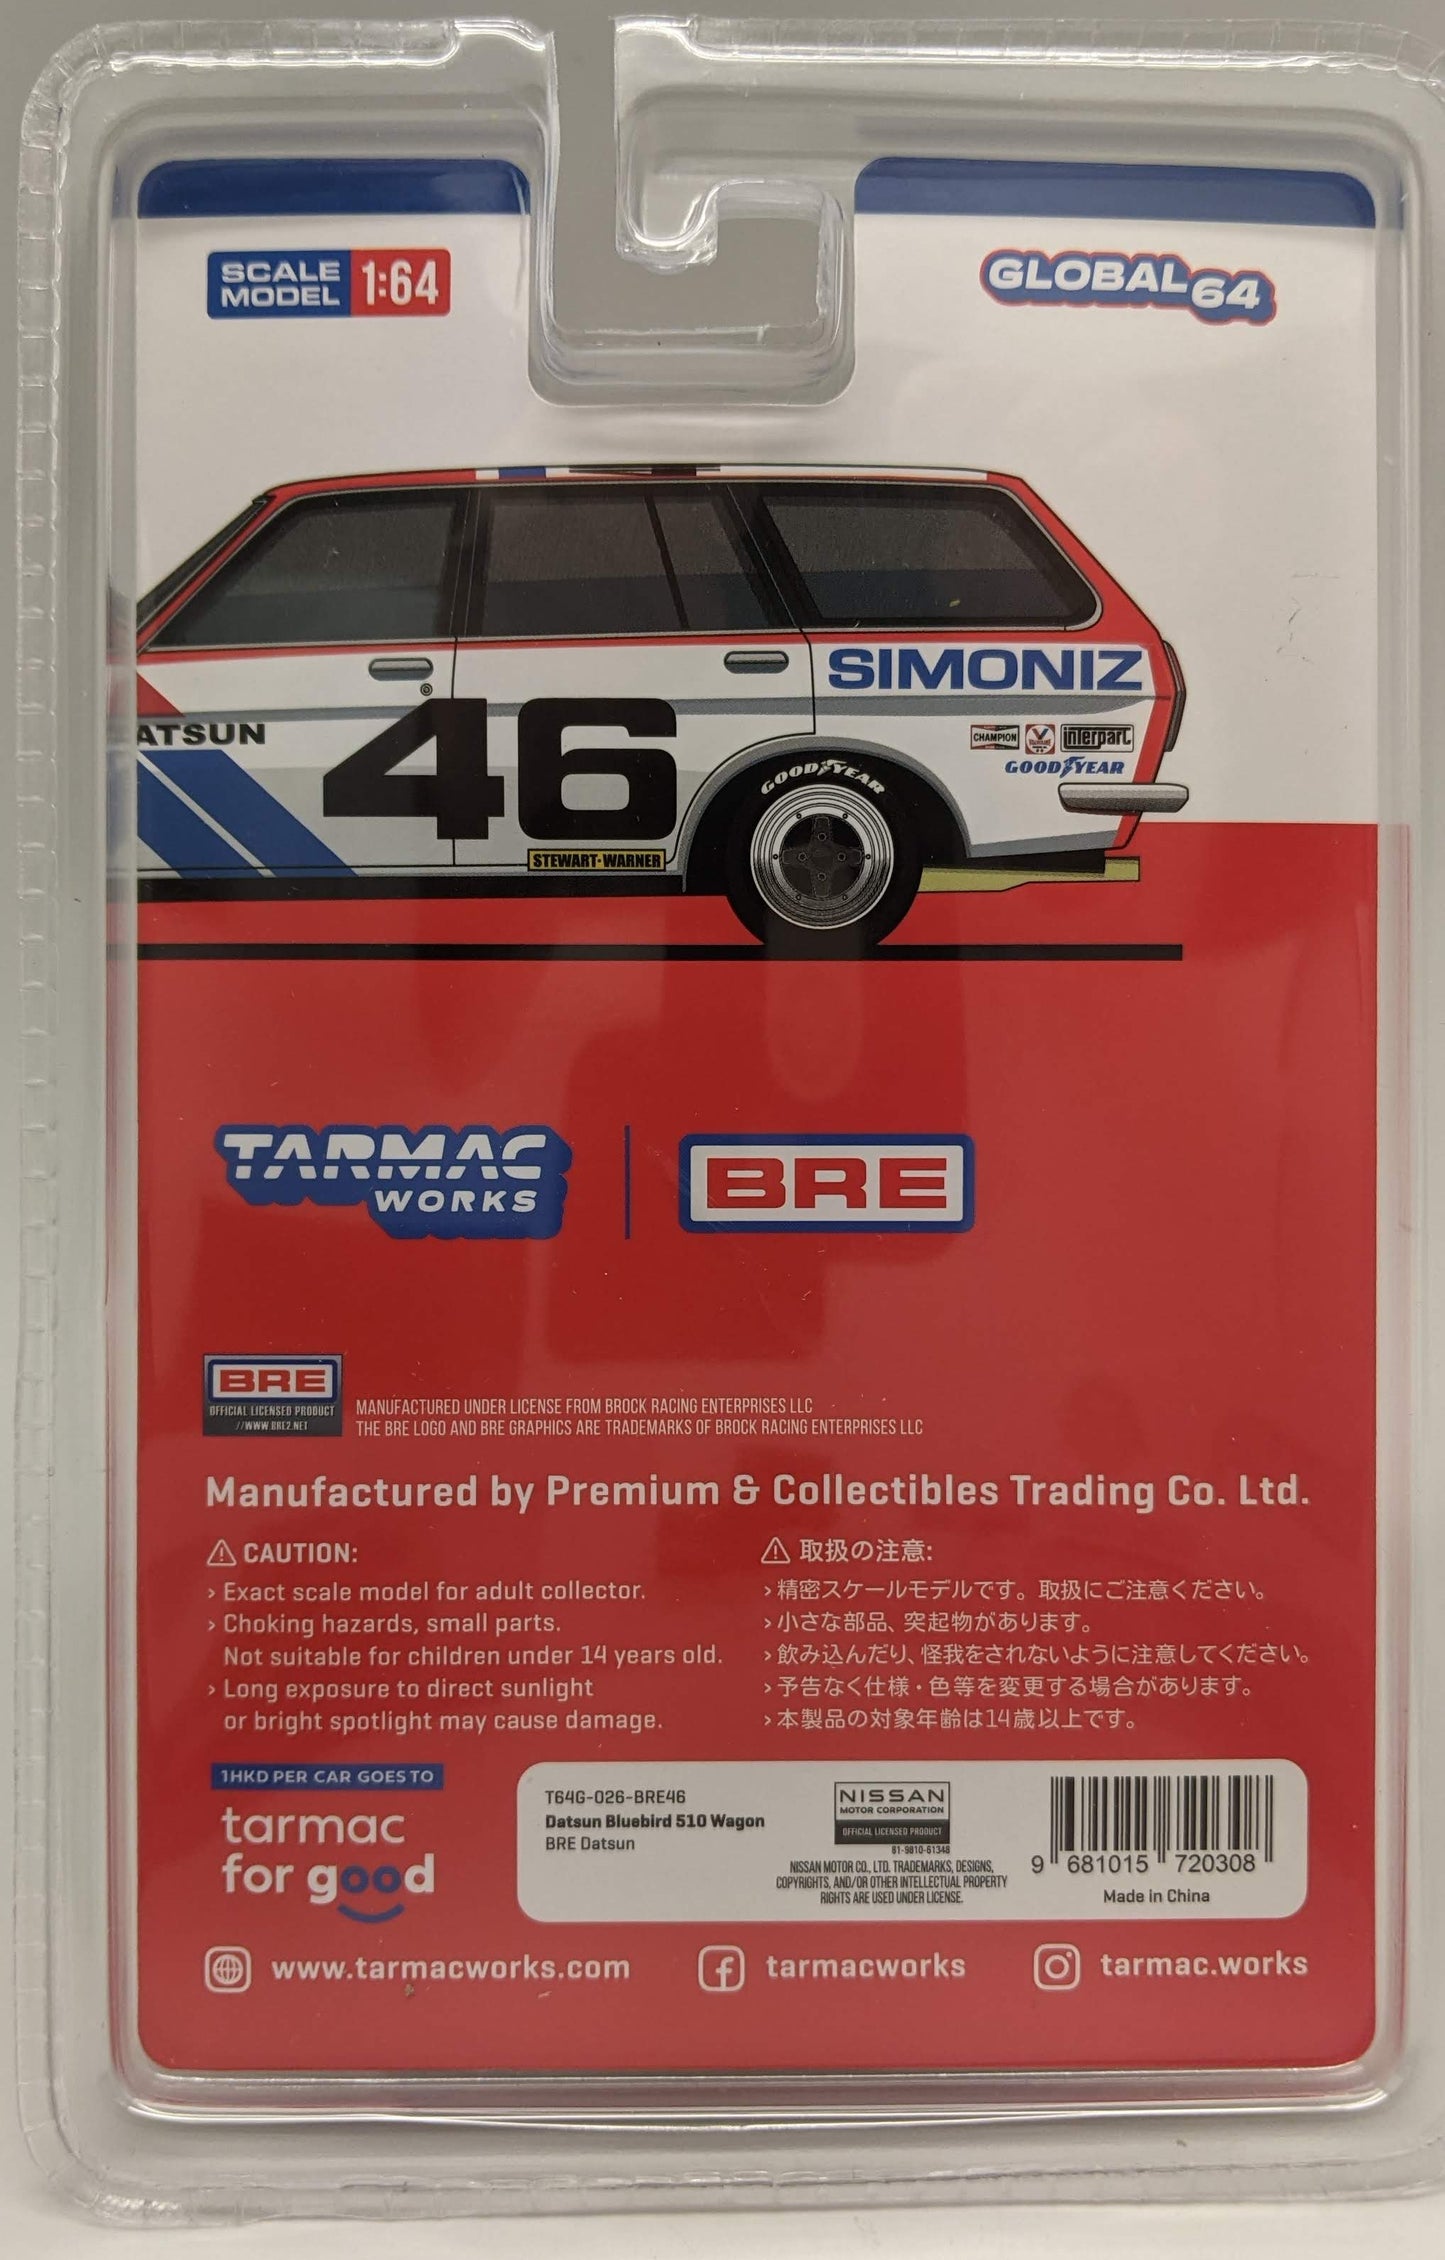 SCALE MODEL 1:64
GLOBAL64
SIMONIZ
ATSUN
46
CHAMPION
interpart
GOODYEAR
GOODYEAR
STEWART-WARNER
TARMAC WORKS
BRE
BRE
OFFICIAL LICENSED PRODUCT
//WWW.BRE2.NET
MANUFACTURED UNDER LICENSE FROM BROCK RACING ENTERPRISES LLC
THE BRE LOGO AND BRE GRAPHICS ARE TRADEMARKS OF BROCK RACING ENTERPRISES LLC
Manufactured by Premium & Collectibles Trading Co. Ltd.
CAUTION:
› Exact scale model for adult collector.
› Choking hazards, small parts.
Not suitable for children under 14 years old.
› Long exposure to direct sunlight
or bright spotlight may cause damage.
取扱の注意:
› 精密スケールモデルです。取扱にご注意ください。
› 小さな部品、突起物があります。
› 飲み込んだり、怪我をされないように注意してください。
› 予告なく仕様・色等を変更する場合があります。
› 本製品の対象年齢は14歳以上です。
1HKD PER CAR GOES TO
tarmac
for good
T64G-026-BRE46
Datsun Bluebird 510 Wagon
BRE Datsun
NISSAN
MOTOR CORPORATION
OFFICIAL LICENSED PRODUCT
61-9810-61348
NISSAN MOTOR CO., LTD. TRADEMARKS, DESIGNS,
COPYRIGHTS, AND/OR OTHER INTELLECTUAL PROPERTY
RIGHTS ARE USED UNDER LICENSE.
9 681015 720308
Made in China
www.tarmacworks.com
tarmacworks
tarmac.works